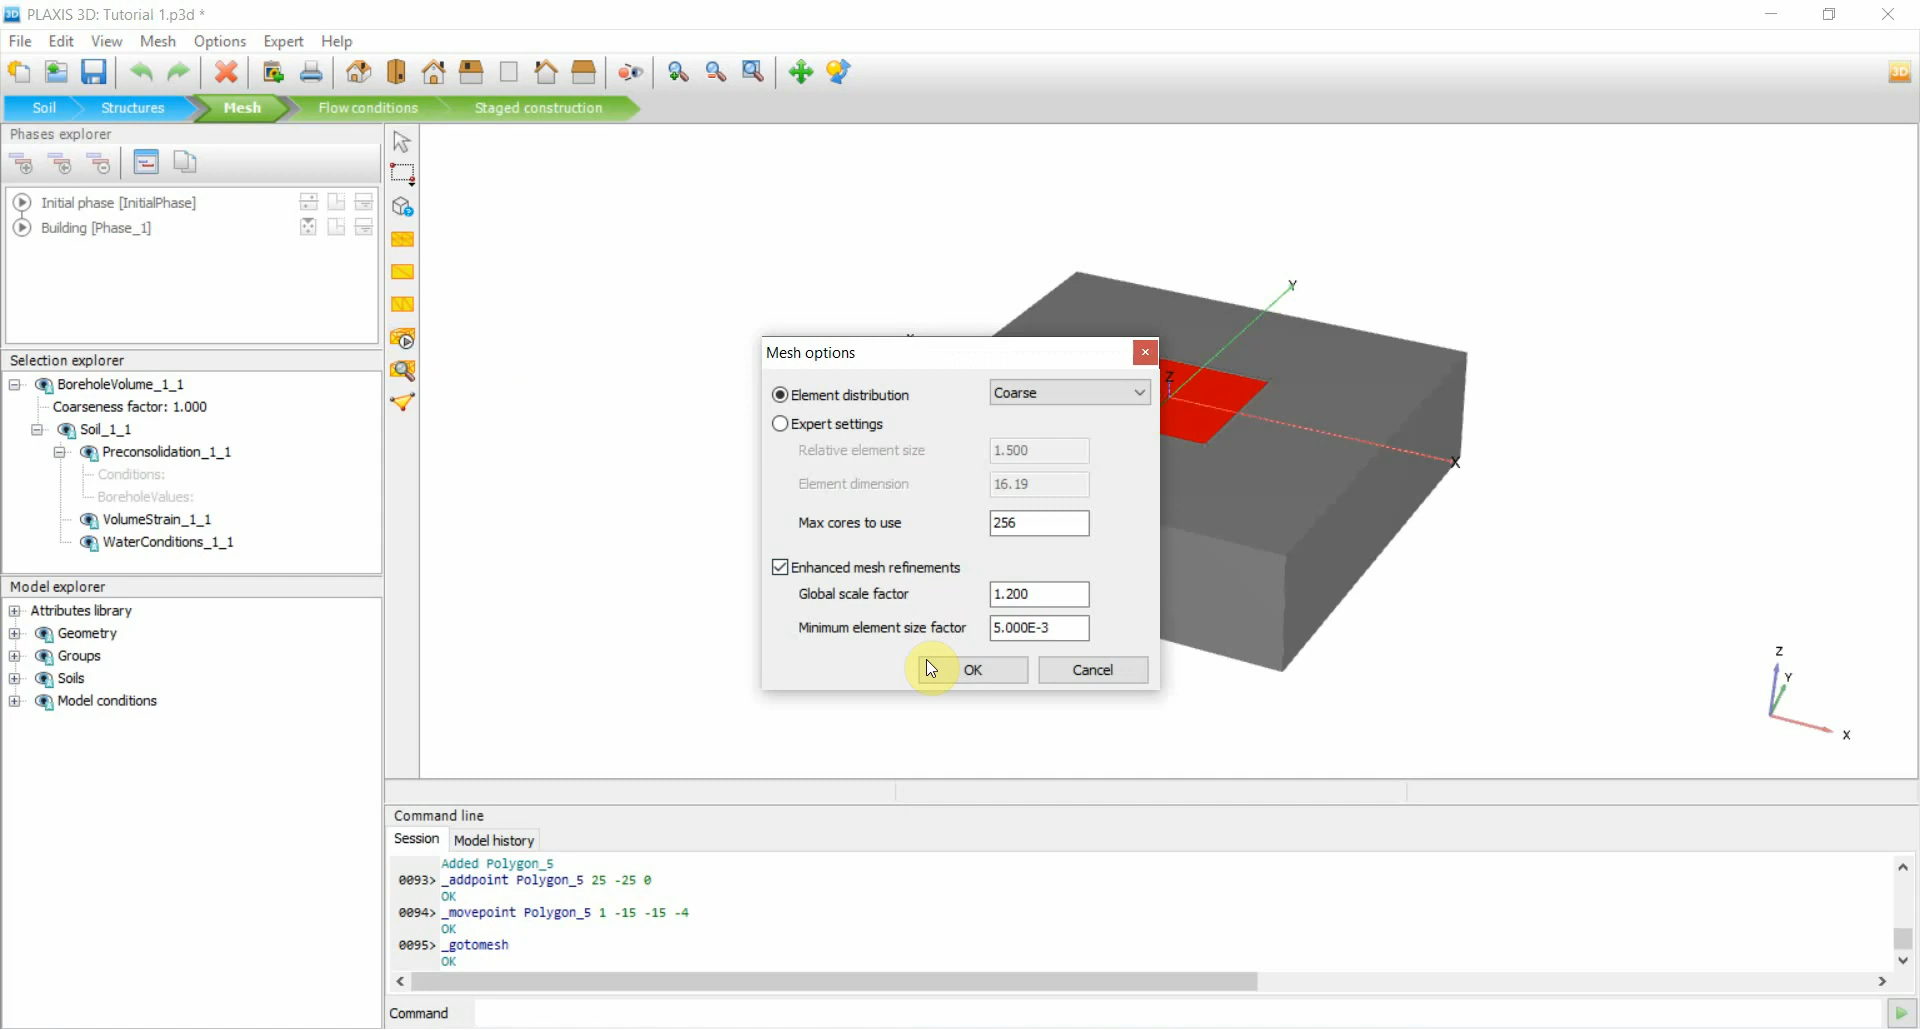 PLAXIS 3D: Tutorial 1.p3d *
File Edit View Mesh Options Expert Help
3D
Soil Structures Mesh Flow conditions Staged construction
Phases explorer
Initial phase [InitialPhase]
Building [Phase_1]
Selection explorer
BoreholeVolume_1_1
Coarseness factor: 1.000
Soil_1_1
Preconsolidation_1_1
Conditions:
BoreholeValues:
VolumeStrain_1_1
WaterConditions_1_1
Model explorer
Attributes library
Geometry
Groups
Soils
Model conditions
Mesh options
Element distribution Coarse
Expert settings
Relative element size 1.500
Element dimension 16.19
Max cores to use 256
Enhanced mesh refinements
Global scale factor 1.200
Minimum element size factor 5.000E-3
OK Cancel
Y
Z
X
Z
Y
X
Command line
Session Model history
Added Polygon_5
0093> _addpoint Polygon_5 25 -25 0
OK
0094> _movepoint Polygon_5 1 -15 -15 -4
OK
0095> _gotomesh
OK
Command